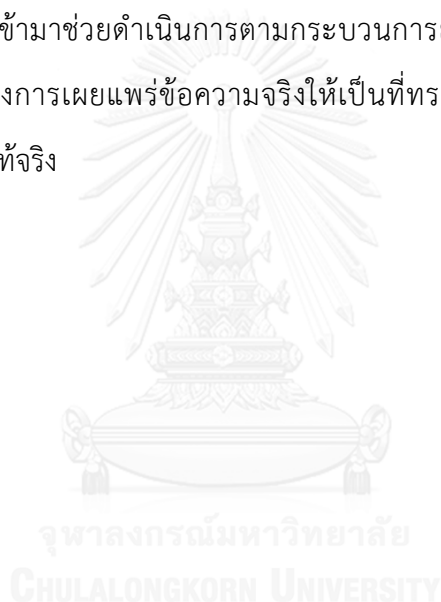 ข้ามาช่วยดำเนินการตามกระบวนการ
งการเผยแพร่ข้อความจริงให้เป็นที่ทร
ท้จริง
จุฬาลงกรณ์มหาวิทยาลัย
CHULALONGKORN UNIVERSITY